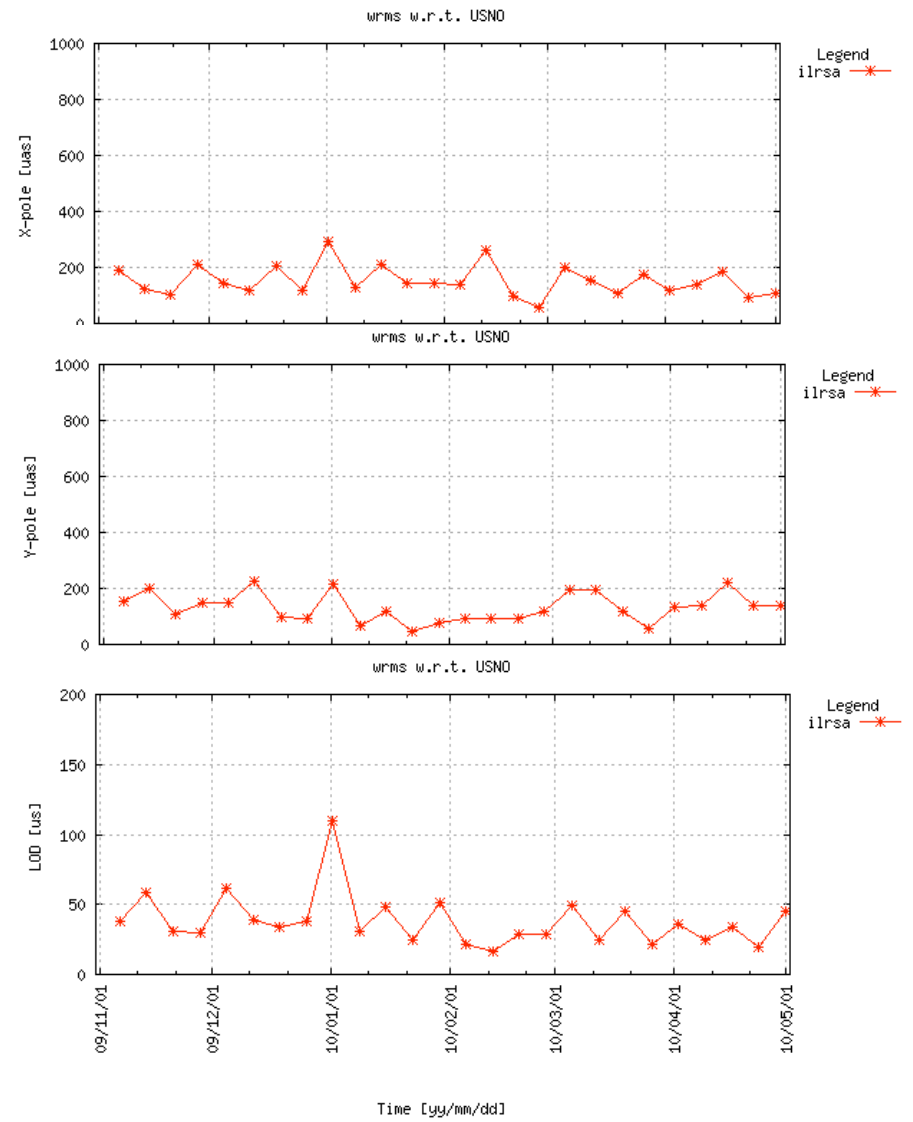 wrms w.r.t. USNO
1000
800
600
400
200
0
X-pole [uas]
Legend
ilrsa
wrms w.r.t. USNO
1000
800
600
400
200
0
Y-pole [uas]
Legend
ilrsa
wrms w.r.t. USNO
200
150
100
50
0
LOD [us]
Legend
ilrsa
09/11/01
09/12/01
10/01/01
10/02/01
10/03/01
10/04/01
10/05/01
Time [yy/mm/dd]